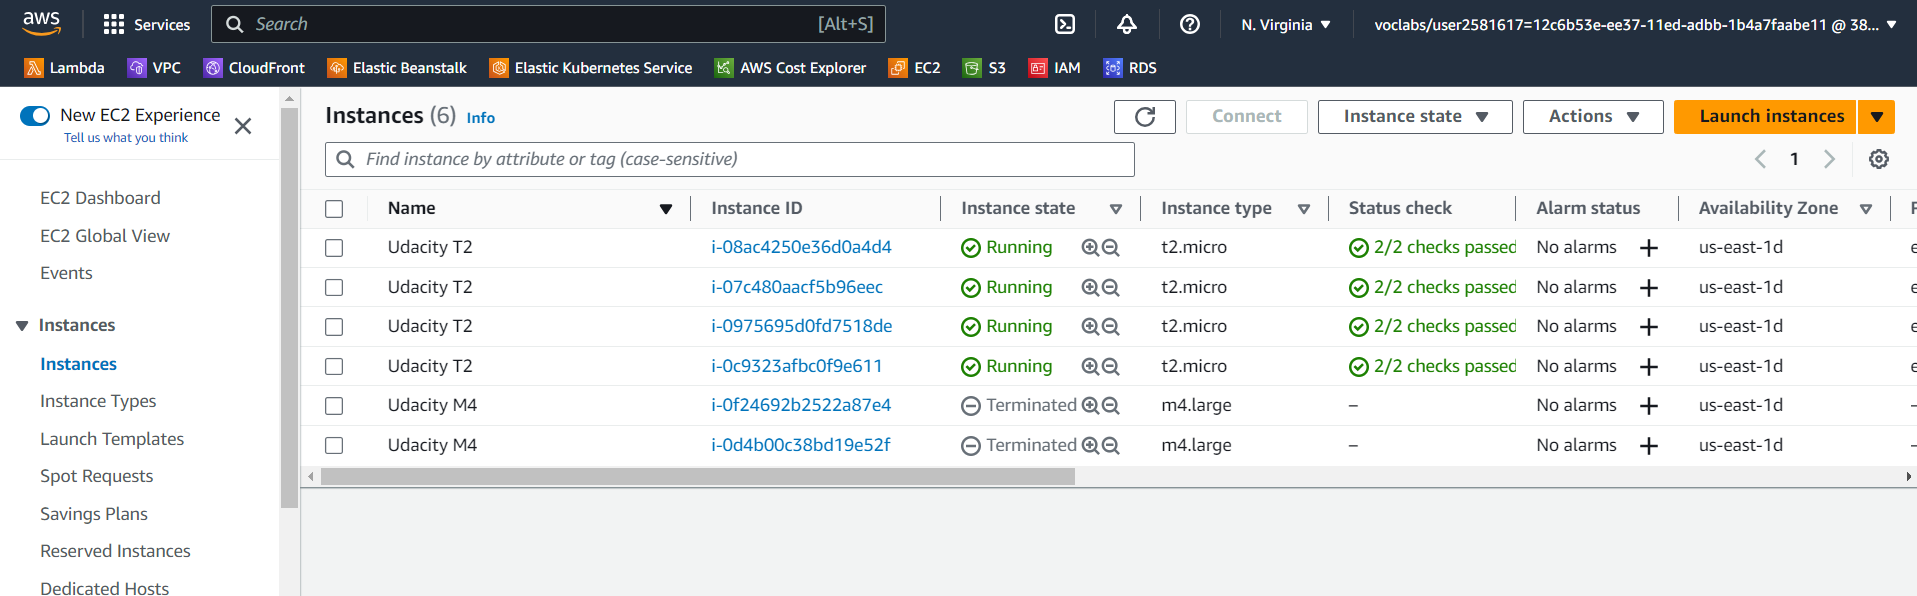 aws Services Search [Alt+S] N. Virginia voclabs/user2581617=12c6b53e-ee37-11ed-adbb-1b4a7faabe11 @ 38...
Lambda VPC CloudFront Elastic Beanstalk Elastic Kubernetes Service AWS Cost Explorer EC2 S3 IAM RDS
New EC2 Experience
Tell us what you think
EC2 Dashboard
EC2 Global View
Events
Instances
Instances
Instance Types
Launch Templates
Spot Requests
Savings Plans
Reserved Instances
Dedicated Hosts
Instances (6) Info Connect Instance state Actions Launch instances
Find instance by attribute or tag (case-sensitive) 1
Name Instance ID Instance state Instance type Status check Alarm status Availability Zone
Udacity T2 i-08ac4250e36d0a4d4 Running t2.micro 2/2 checks passed No alarms + us-east-1d
Udacity T2 i-07c480aacf5b96eec Running t2.micro 2/2 checks passed No alarms + us-east-1d
Udacity T2 i-0975695d0fd7518de Running t2.micro 2/2 checks passed No alarms + us-east-1d
Udacity T2 i-0c9323afbc0f9e611 Running t2.micro 2/2 checks passed No alarms + us-east-1d
Udacity M4 i-0f24692b2522a87e4 Terminated m4.large – No alarms + us-east-1d –
Udacity M4 i-0d4b00c38bd19e52f Terminated m4.large – No alarms + us-east-1d –